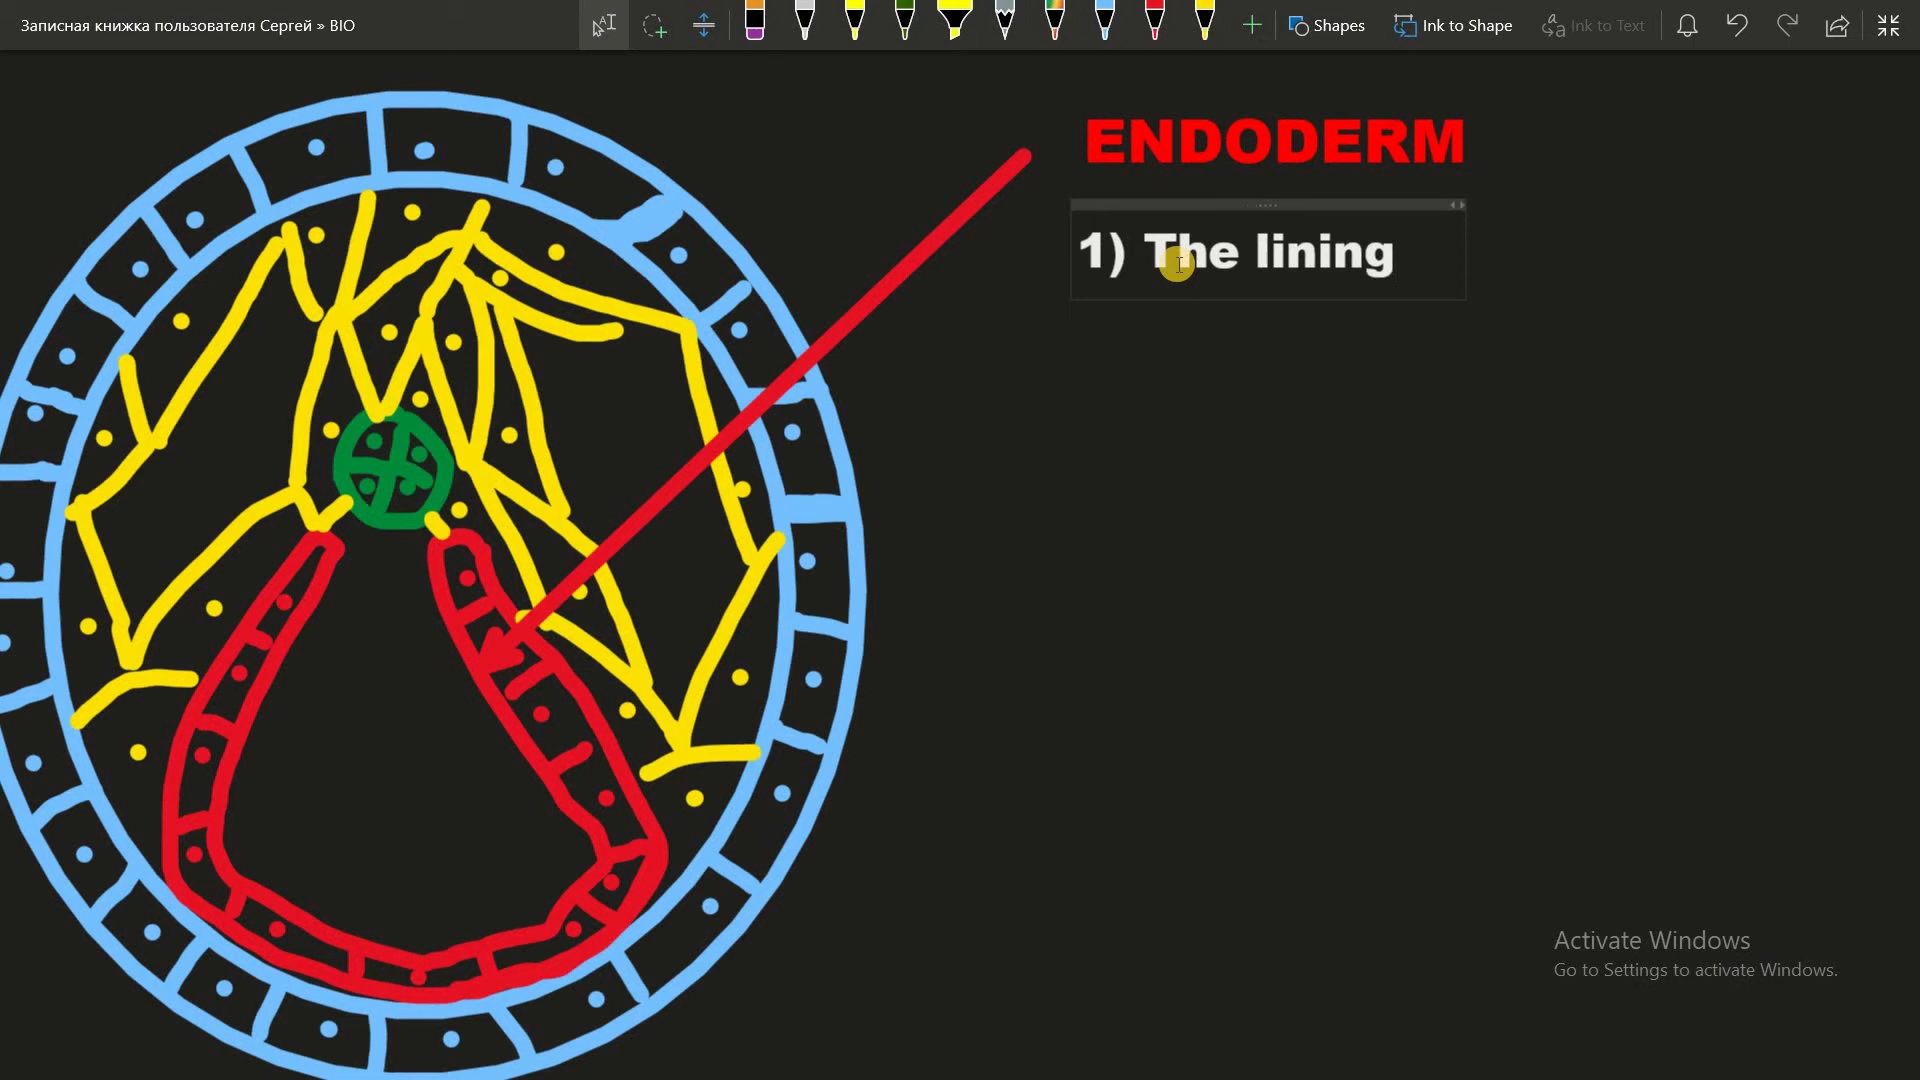 Записная книжка пользователя Сергей » BIO
Shapes
Ink to Shape
Ink to Text
ENDODERM
1) The lining
Activate Windows
Go to Settings to activate Windows.